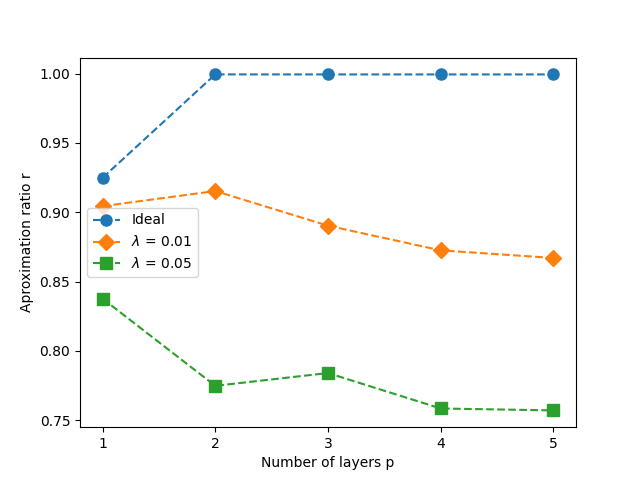 1.00
0.95
0.90
0.85
0.80
0.75
Aproximation ratio r
Ideal
λ = 0.01
λ = 0.05
1 2 3 4 5
Number of layers p